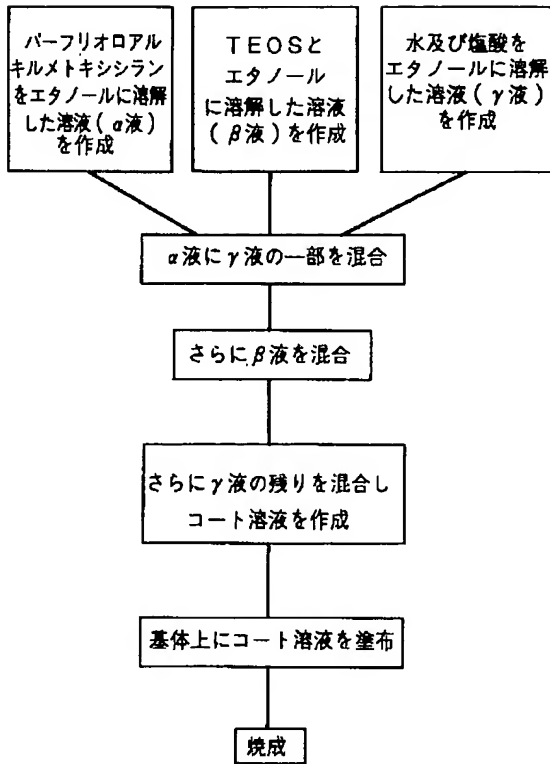 パーフリオロアル
キルメトキシシラン
をエタノールに溶解
した溶液(α液)
を作成
TEOSと
エタノール
に溶解した溶液
(β液)を作成
水及び塩酸を
エタノールに溶解
した溶液(γ液)
を作成
α液にγ液の一部を混合
さらにβ液を混合
さらにγ液の残りを混合し
コート溶液を作成
基体上にコート溶液を塗布
焼成